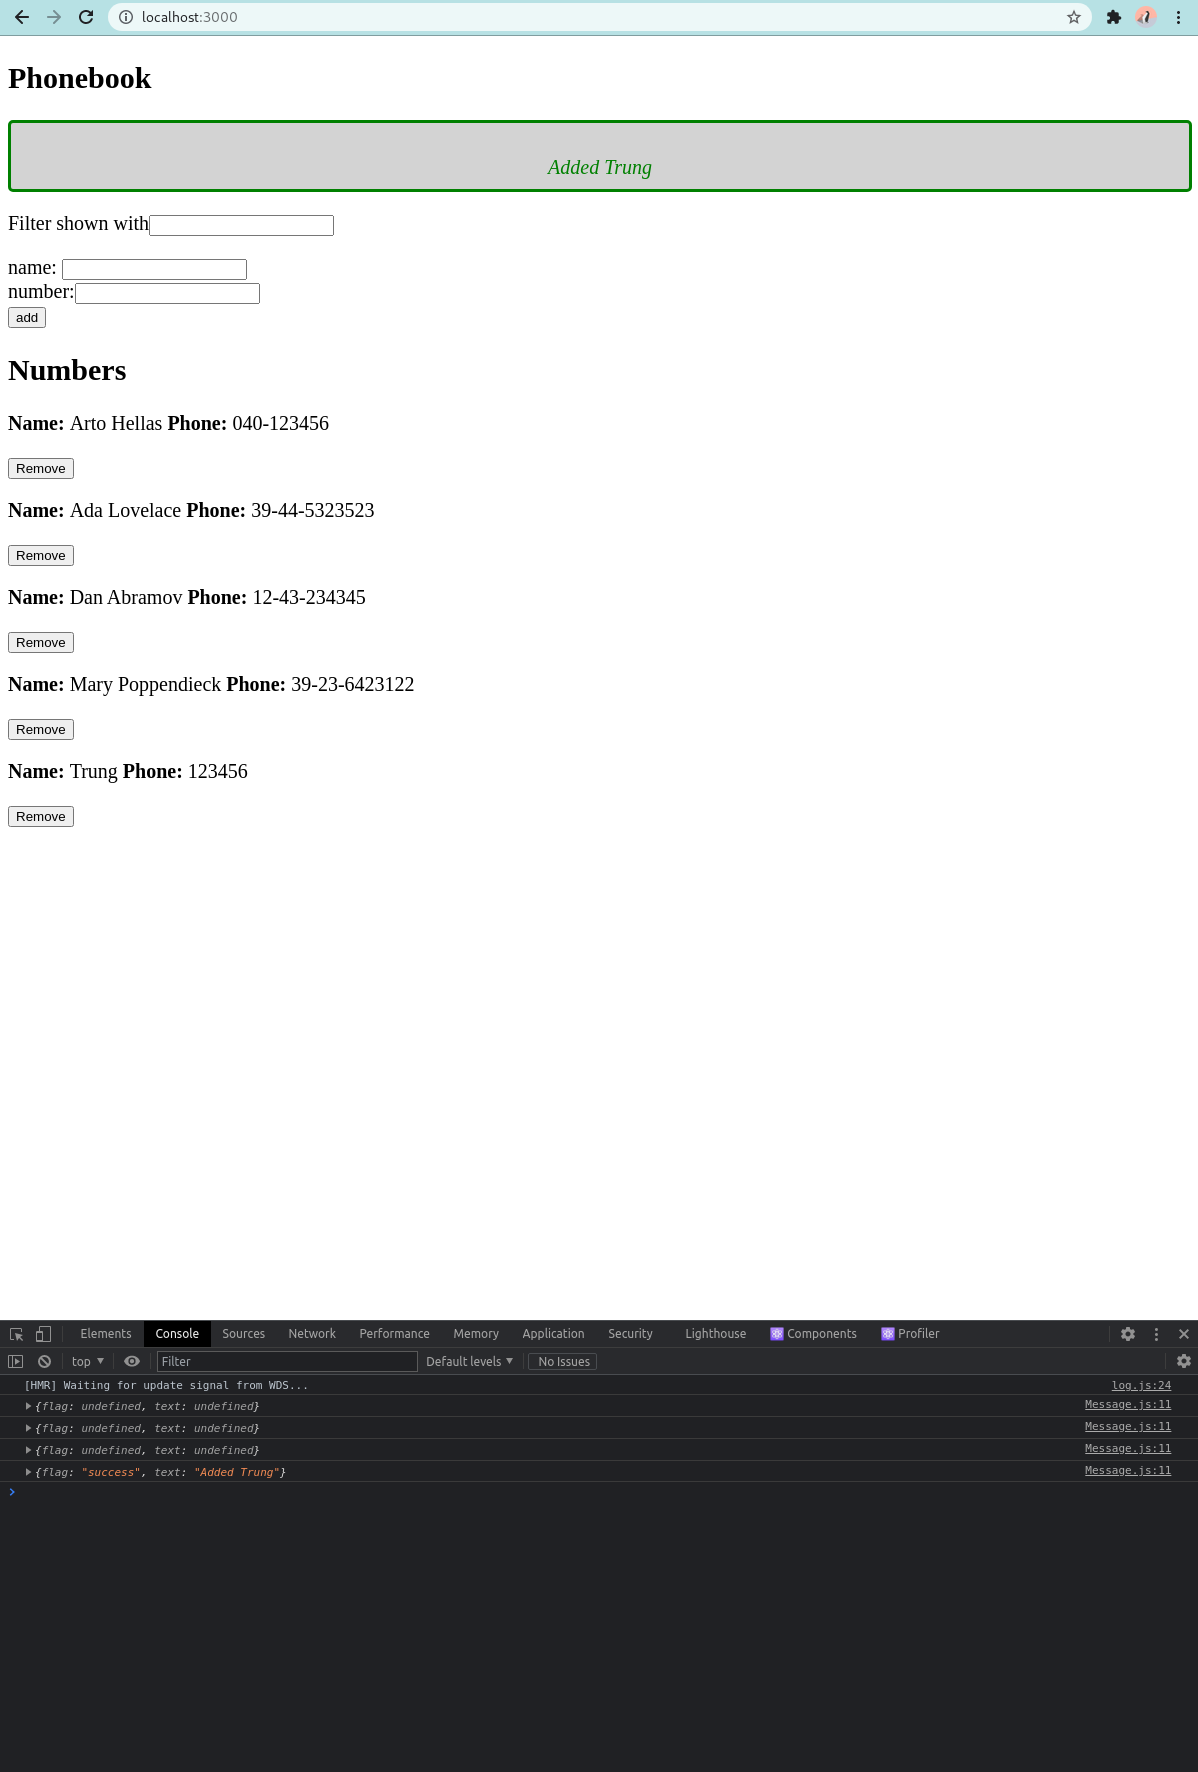 localhost:3000
Phonebook
Added Trung
Filter shown with
name:
number:
add
Numbers
Name: Arto Hellas Phone: 040-123456
Remove
Name: Ada Lovelace Phone: 39-44-5323523
Remove
Name: Dan Abramov Phone: 12-43-234345
Remove
Name: Mary Poppendieck Phone: 39-23-6423122
Remove
Name: Trung Phone: 123456
Remove
Elements Console Sources Network Performance Memory Application Security Lighthouse Components Profiler
top Filter Default levels No Issues
[HMR] Waiting for update signal from WDS... log.js:24
{flag: undefined, text: undefined} Message.js:11
{flag: undefined, text: undefined} Message.js:11
{flag: undefined, text: undefined} Message.js:11
{flag: "success", text: "Added Trung"} Message.js:11